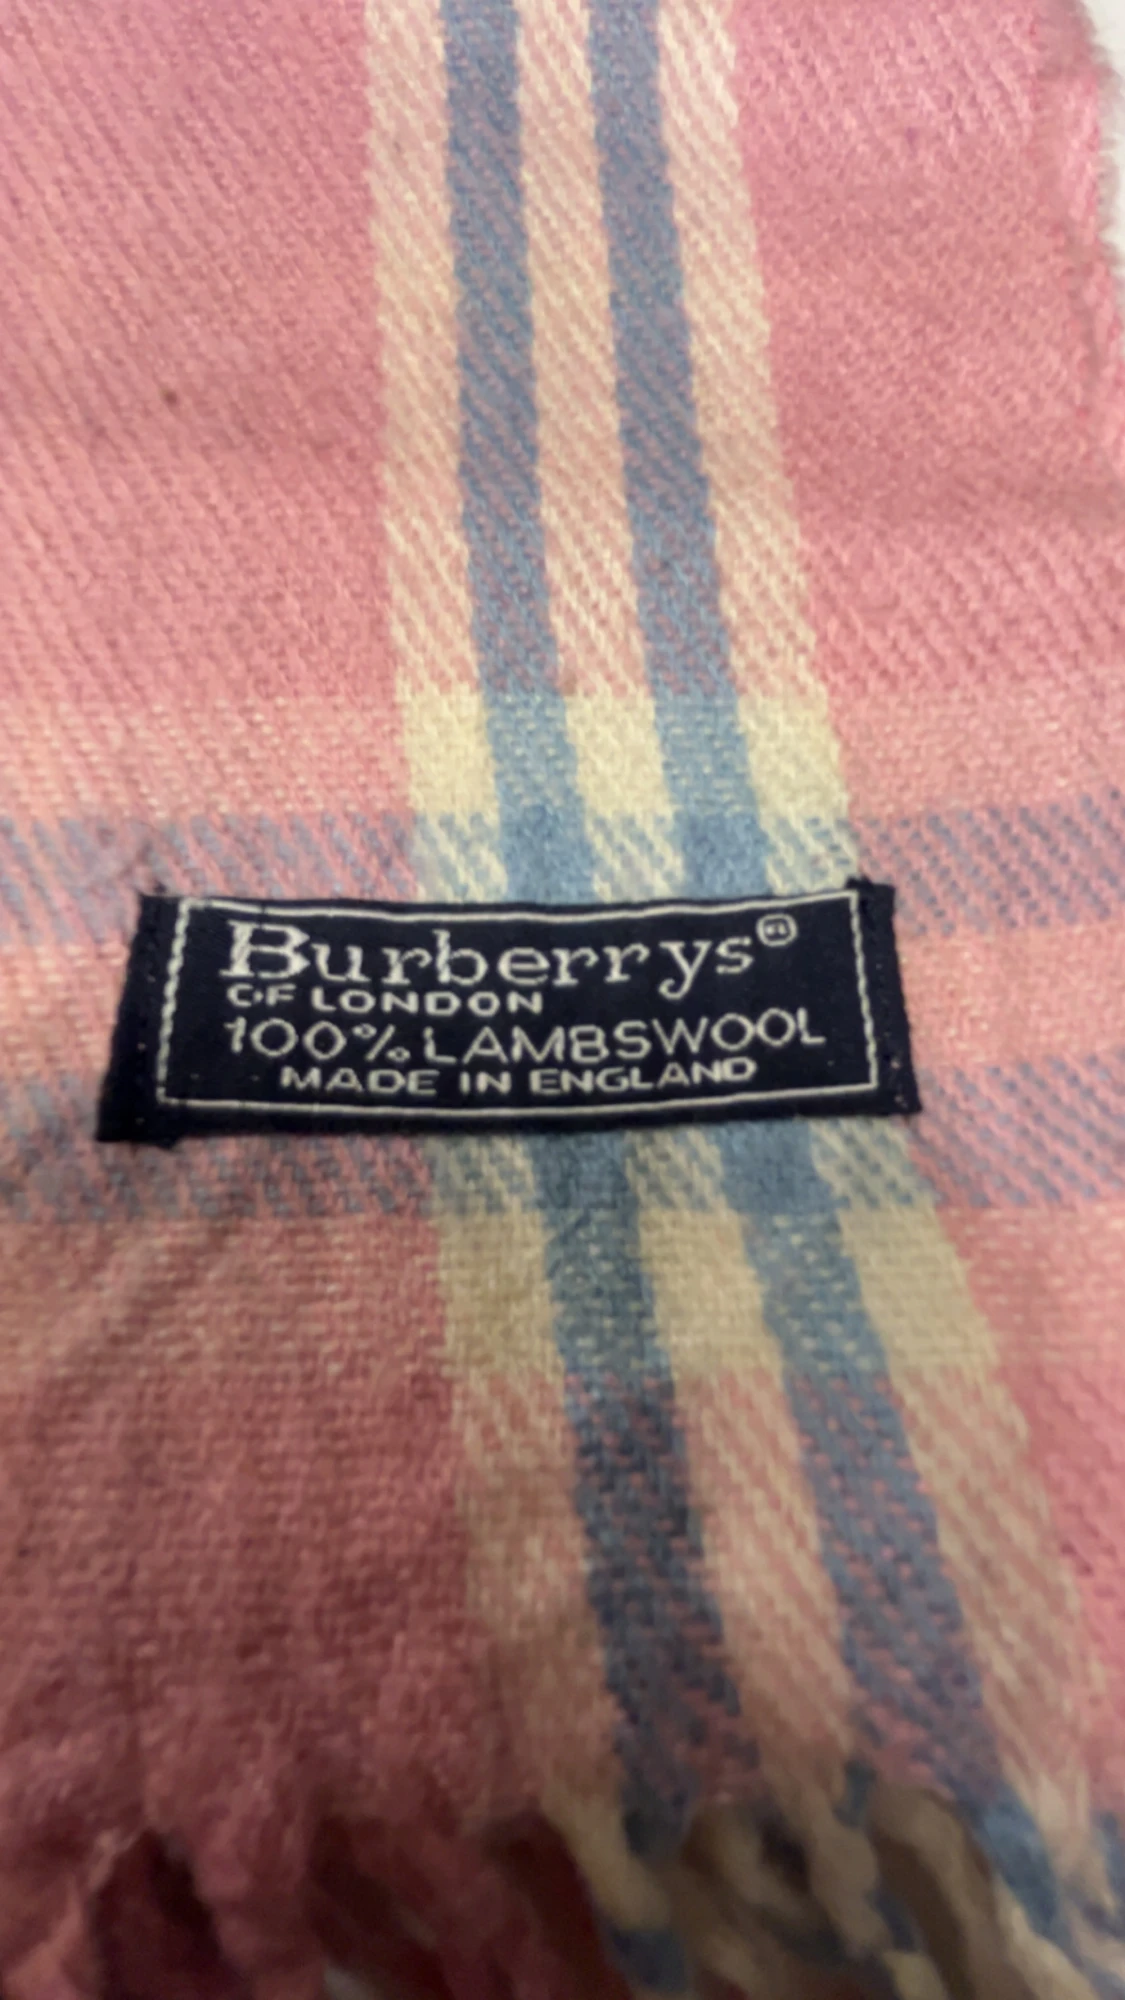 Burberrys®
OF LONDON
100% LAMBSWOOL
MADE IN ENGLAND